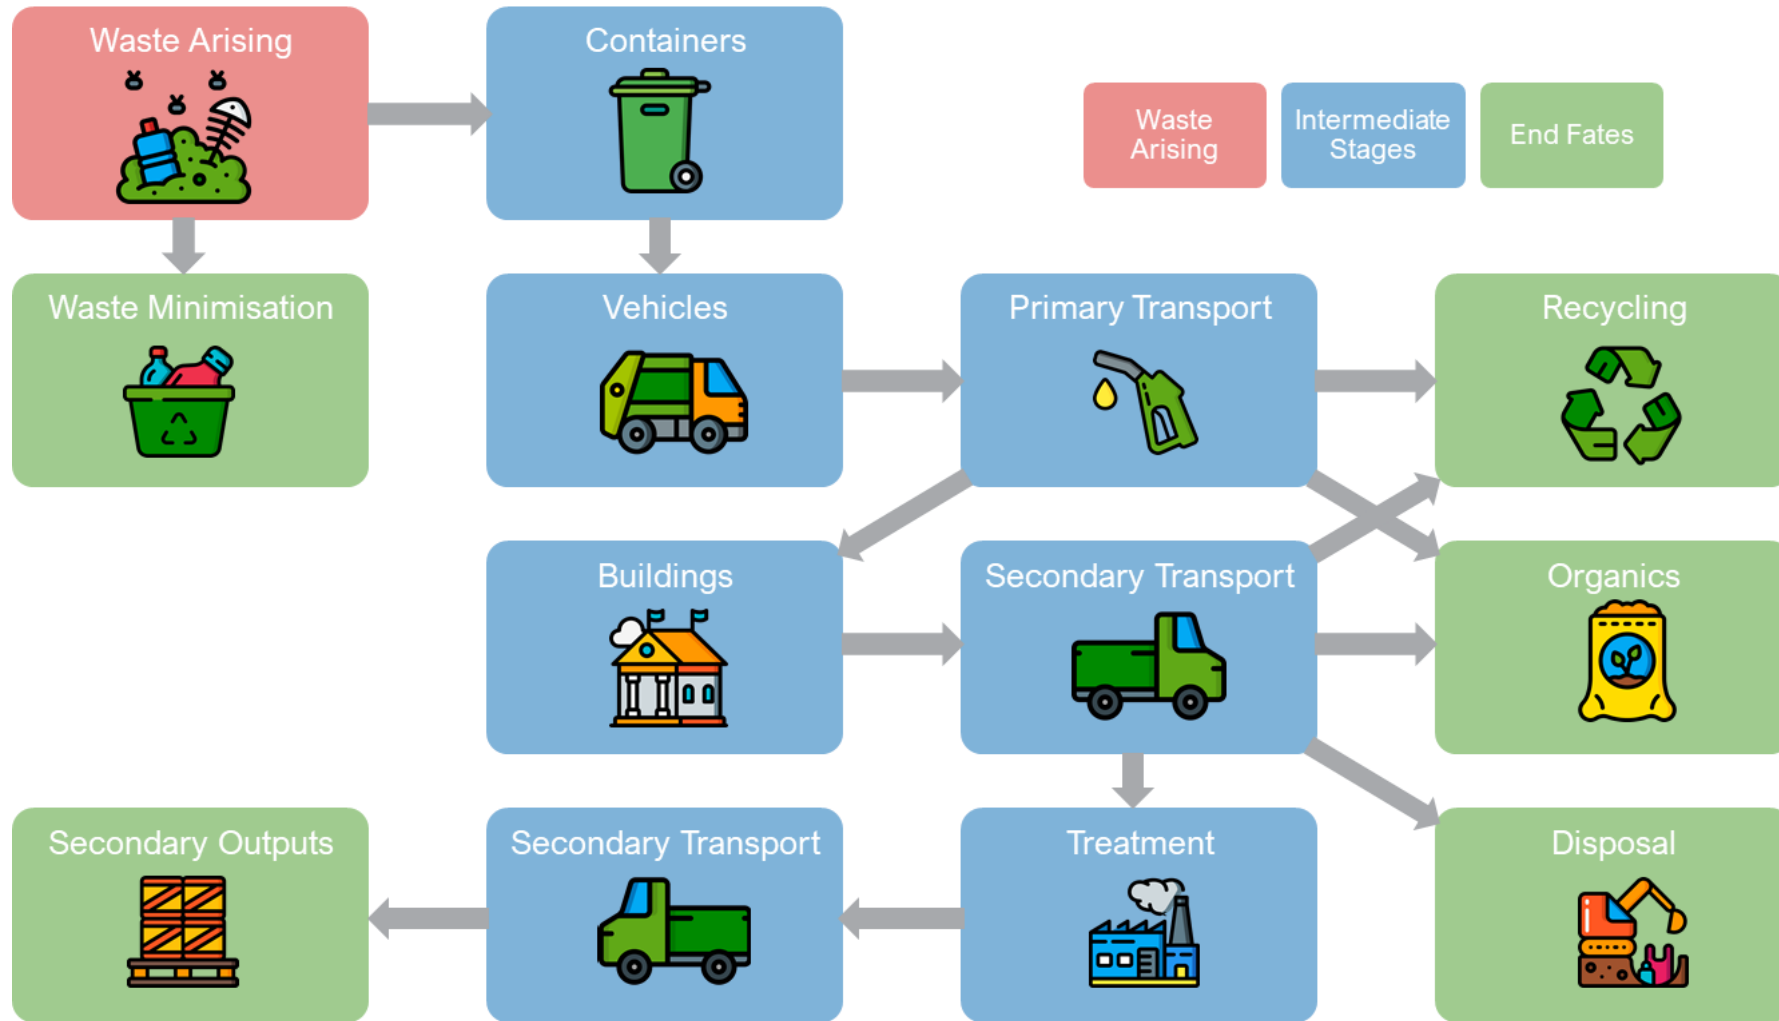 Waste Arising
Containers
Waste
Arising
Intermediate
Stages
End Fates
Waste Minimisation
Vehicles
Primary Transport
Recycling
Buildings
Secondary Transport
Organics
Secondary Outputs
Secondary Transport
Treatment
Disposal